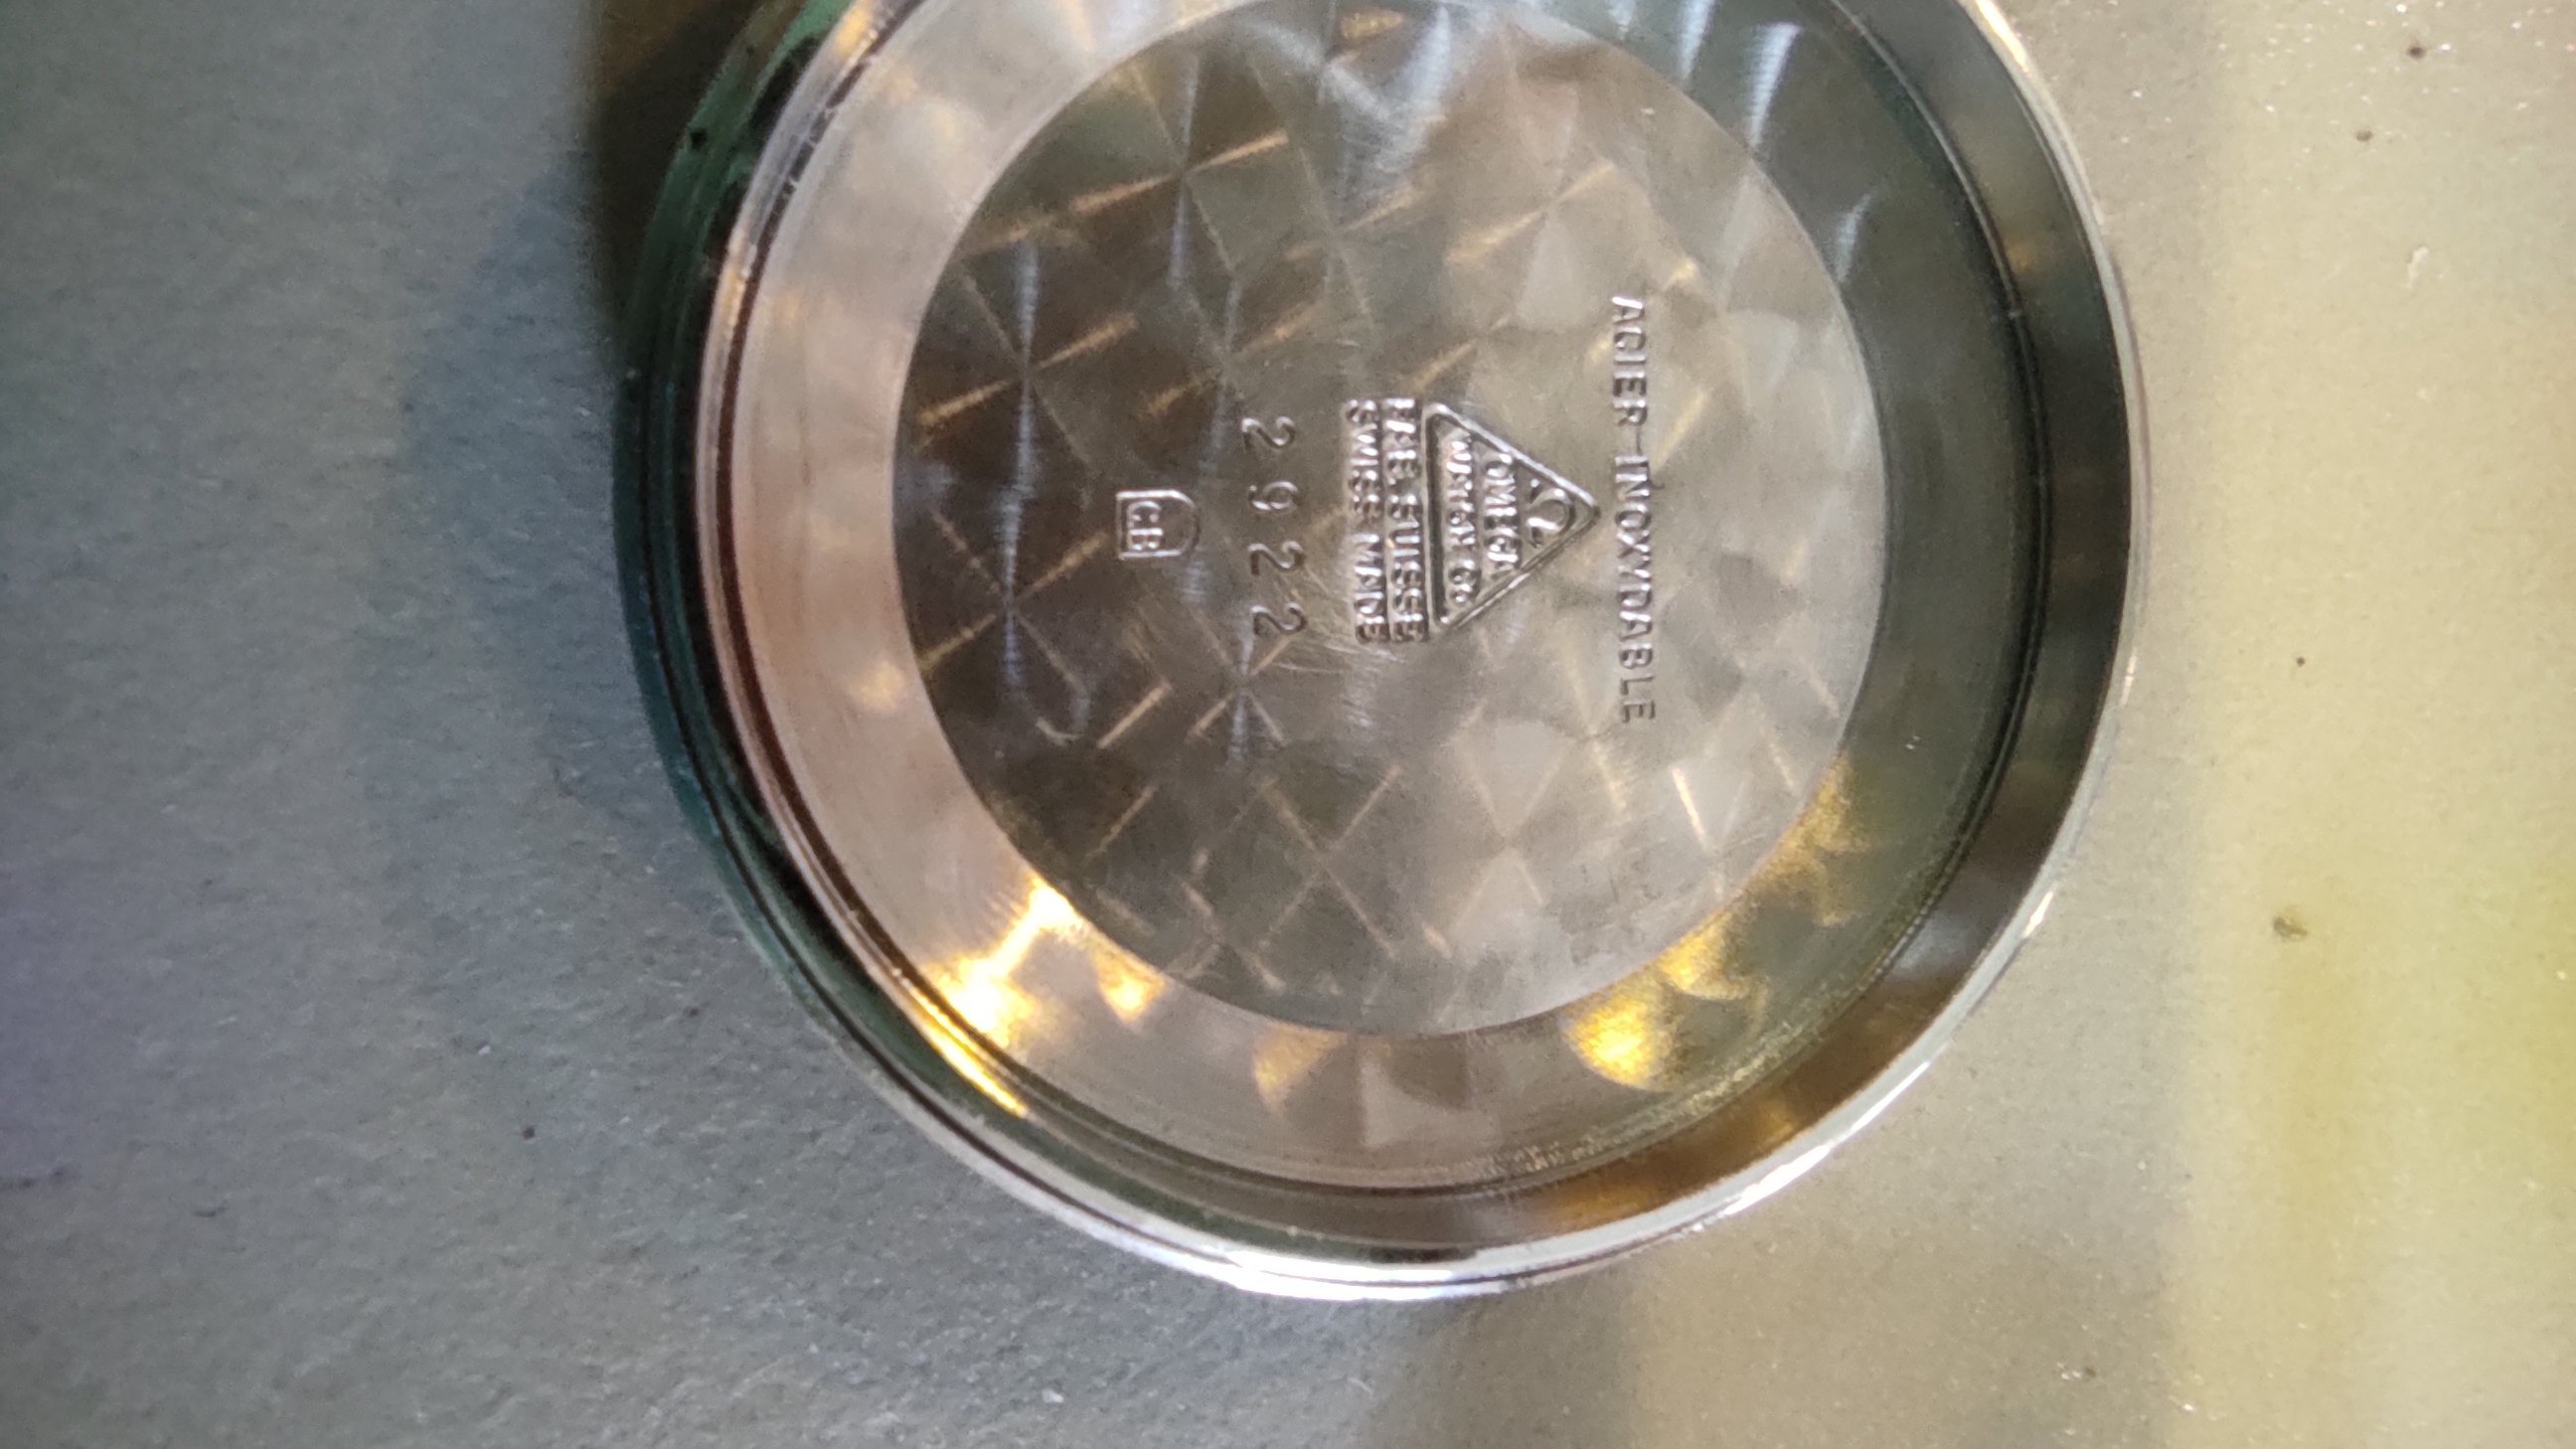 ACIER-INOXYDABLE
Ω
OMEGA
WATCH Co
FAB. SUISSE
SWISS MADE
2922
CB